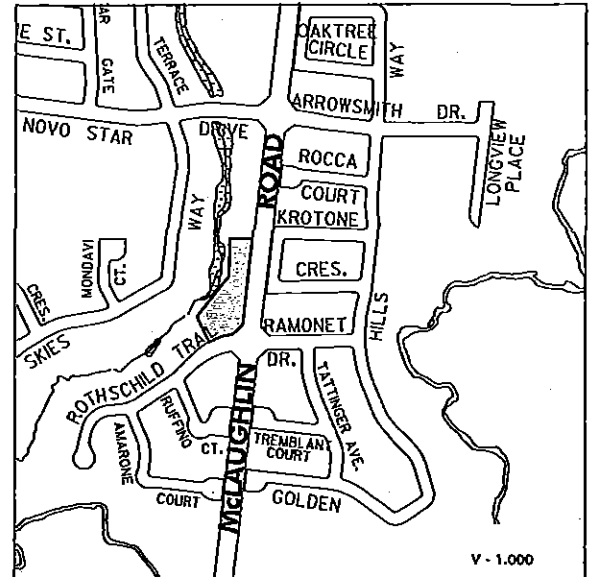 E ST.
AR
GATE
TERRACE
OAKTREE
CIRCLE
WAY
ARROWSMITH DR.
NOVO STAR
DRIVE
ROCCA
COURT
KROTONE
CRES.
RAMONET
DR.
LONGVIEW
PLACE
WAY
HILLS
MONDAVI
CT.
CRES.
SKIES
ROTHSCHILD TRAIL
RUFFINO
CT.
AMARONE
COURT
TREMBLANT
COURT
TATTINGER AVE.
GOLDEN
McLAUGHLIN
ROAD
V - 1.000